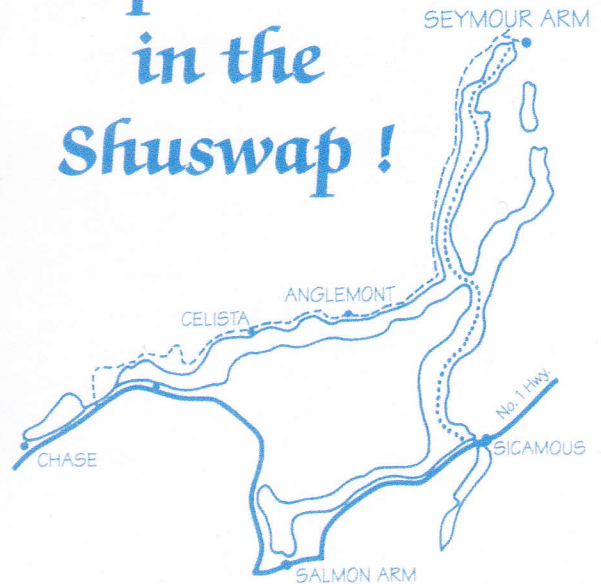 in the
Shuswap !
SEYMOUR ARM
ANGLEMONT
CELISTA
No. 1 Hwy.
CHASE
SICAMOUS
SALMON ARM